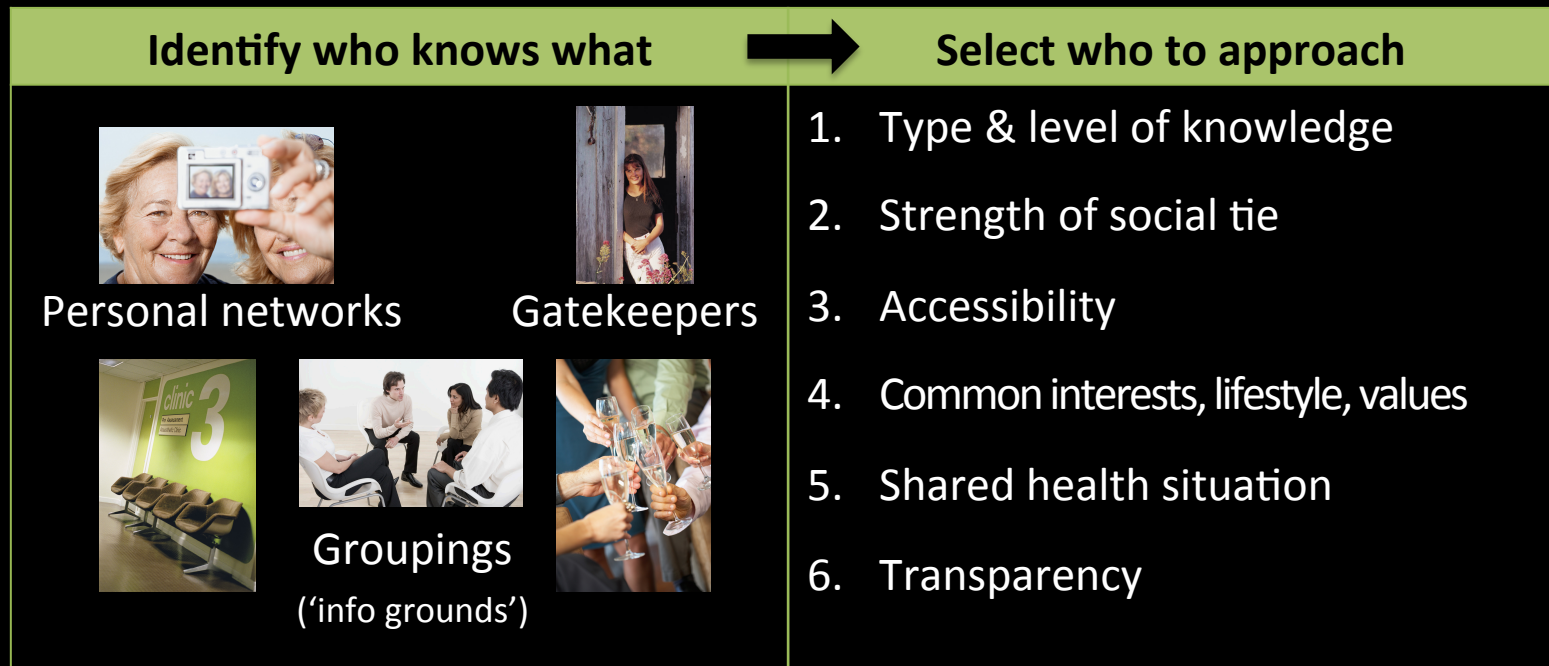 Identify who knows what
Select who to approach
Personal networks
Gatekeepers
clinic
3
Groupings
('info grounds')
1. Type & level of knowledge
2. Strength of social tie
3. Accessibility
4. Common interests, lifestyle, values
5. Shared health situation
6. Transparency